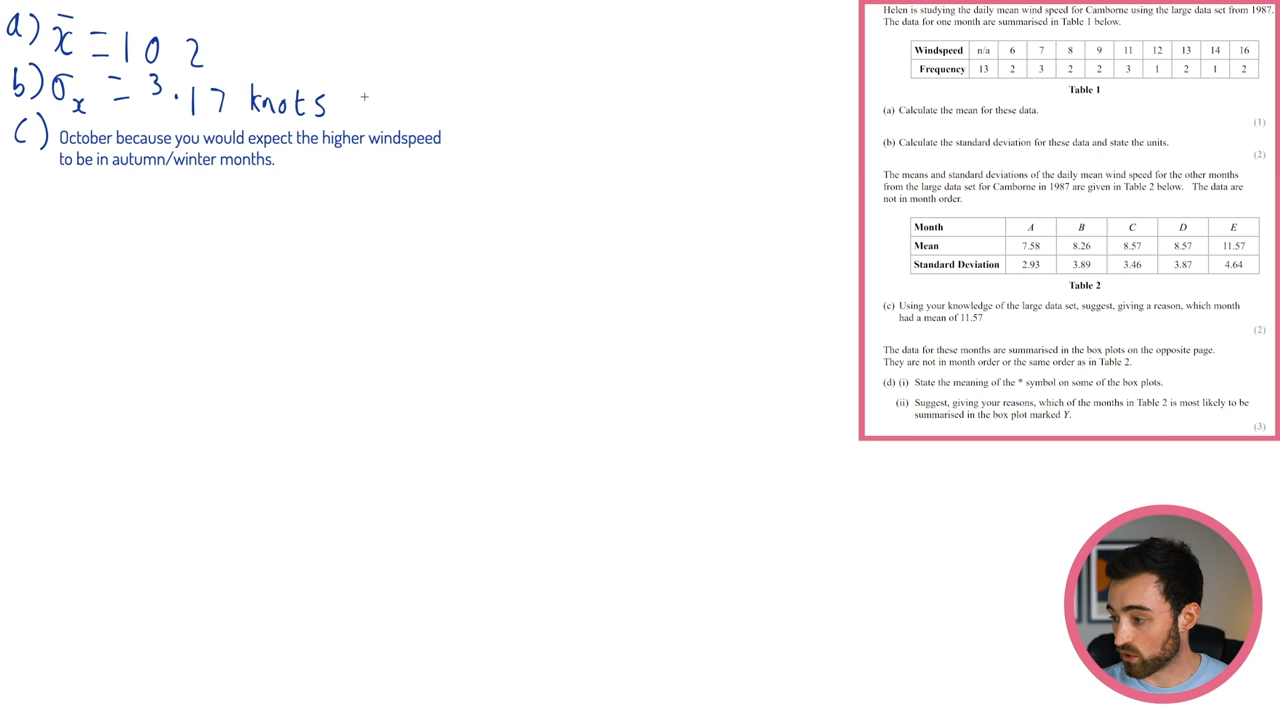 a) x̄ = 10 2
b) σx = 3.17 knots
c) October because you would expect the higher windspeed
to be in autumn/winter months.
Helen is studying the daily mean wind speed for Camborne using the large data set from 1987.
The data for one month are summarised in Table 1 below.
Windspeed n/a 6 7 8 9 11 12 13 14 16
Frequency 13 2 3 2 2 3 1 2 1 2
Table 1
(a) Calculate the mean for these data.
(1)
(b) Calculate the standard deviation for these data and state the units.
(2)
The means and standard deviations of the daily mean wind speed for the other months
from the large data set for Camborne in 1987 are given in Table 2 below. The data are
not in month order.
Month A B C D E
Mean 7.58 8.26 8.57 8.57 11.57
Standard Deviation 2.93 3.89 3.46 3.87 4.64
Table 2
(c) Using your knowledge of the large data set, suggest, giving a reason, which month
had a mean of 11.57
(2)
The data for these months are summarised in the box plots on the opposite page.
They are not in month order or the same order as in Table 2.
(d) (i) State the meaning of the * symbol on some of the box plots.
(ii) Suggest, giving your reasons, which of the months in Table 2 is most likely to be
summarised in the box plot marked Y.
(3)